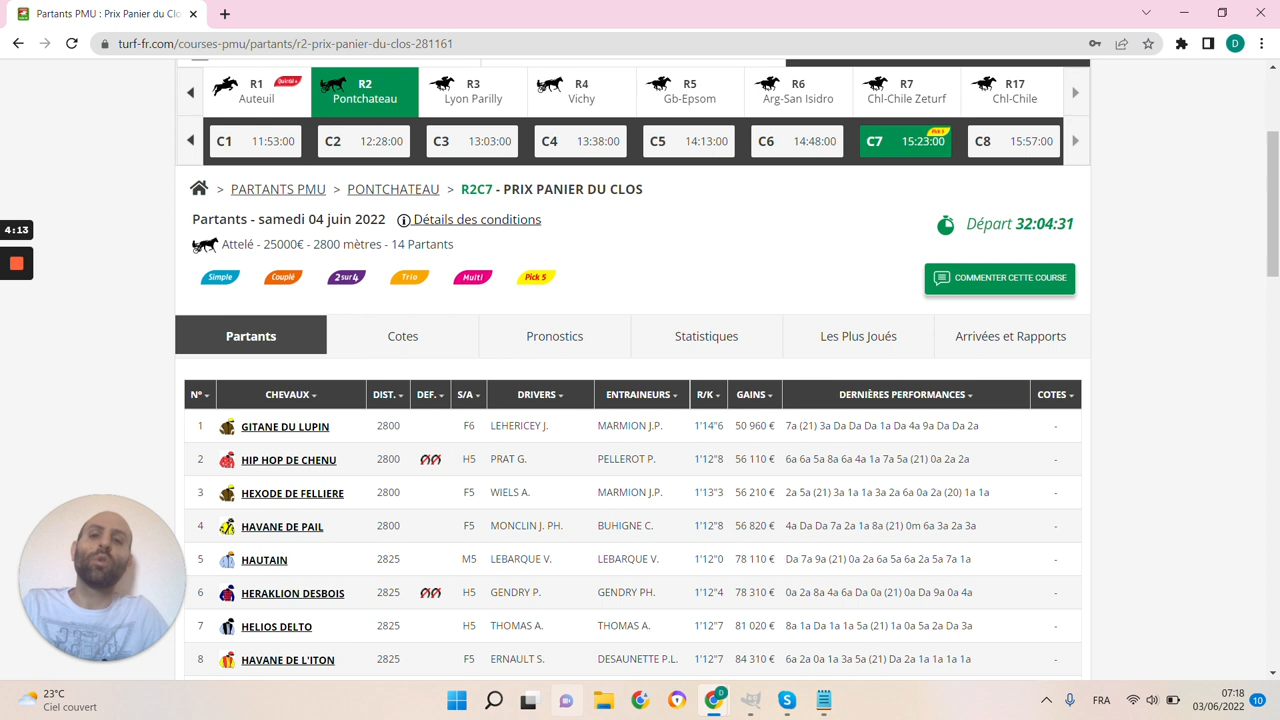 Partants PMU : Prix Panier du Clo
turf-fr.com/courses-pmu/partants/r2-prix-panier-du-clos-281161
D
R1 Auteuil Quinté+
R2 Pontchateau
R3 Lyon Parilly
R4 Vichy
R5 Gb-Epsom
R6 Arg-San Isidro
R7 Chl-Chile Zeturf
R17 Chl-Chile
C1 11:53:00
C2 12:28:00
C3 13:03:00
C4 13:38:00
C5 14:13:00
C6 14:48:00
C7 15:23:00 Pick 5
C8 15:57:00
> PARTANTS PMU > PONTCHATEAU > R2C7 - PRIX PANIER DU CLOS
Partants - samedi 04 juin 2022 Détails des conditions
Départ 32:04:31
Attelé - 25000€ - 2800 mètres - 14 Partants
Simple Couplé 2 sur 4 Trio Multi Pick 5
COMMENTER CETTE COURSE
4:13
Partants Cotes Pronostics Statistiques Les Plus Joués Arrivées et Rapports
N° CHEVAUX DIST. DEF. S/A DRIVERS ENTRAINEURS R/K GAINS DERNIÈRES PERFORMANCES COTES
1 GITANE DU LUPIN 2800 F6 LEHERICEY J. MARMION J.P. 1'14"6 50 960 € 7a (21) 3a Da Da Da 1a Da 4a 9a Da Da 2a -
2 HIP HOP DE CHENU 2800 H5 PRAT G. PELLEROT P. 1'12"8 56 110 € 6a 6a 5a 8a 6a 4a 1a 7a 5a (21) 0a 2a 2a -
3 HEXODE DE FELLIERE 2800 F5 WIELS A. MARMION J.P. 1'13"3 56 210 € 2a 5a (21) 3a 1a 1a 3a 2a 6a 0a 2a (20) 1a 1a -
4 HAVANE DE PAIL 2800 F5 MONCLIN J. PH. BUHIGNE C. 1'12"8 56 820 € 4a Da Da 7a 2a 1a 8a (21) 0m 6a 3a 2a 3a -
5 HAUTAIN 2825 M5 LEBARQUE V. LEBARQUE V. 1'12"0 78 110 € Da 7a 9a (21) 0a 2a 6a 5a 6a 2a 5a 7a 1a -
6 HERAKLION DESBOIS 2825 H5 GENDRY P. GENDRY PH. 1'12"4 78 310 € 0a 2a 8a 4a 6a Da 0a (21) 0a Da 9a 0a 4a -
7 HELIOS DELTO 2825 H5 THOMAS A. THOMAS A. 1'12"7 81 020 € 8a 1a Da 1a 1a 5a (21) 1a 0a 5a 2a Da 3a -
8 HAVANE DE L'ITON 2825 F5 ERNAULT S. DESAUNETTE P.L. 1'12"7 84 310 € 6a 2a 0a 1a 3a 5a (21) Da 2a 1a 1a 1a 1a -
23°C
Ciel couvert
D
FRA
07:18
03/06/2022
10